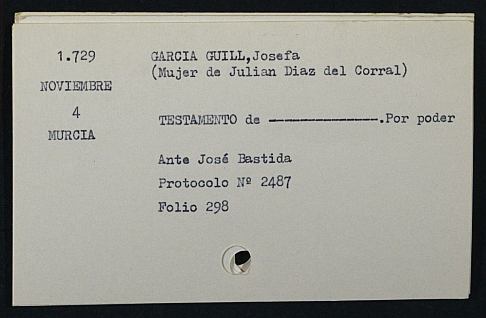 1.729
NOVIEMBRE
4
MURCIA
GARCIA GUILL,Josefa
(Mujer de Julian Diaz del Corral)
TESTAMENTO de ---------------.Por poder
Ante José Bastida
Protocolo Nº 2487
Folio 298